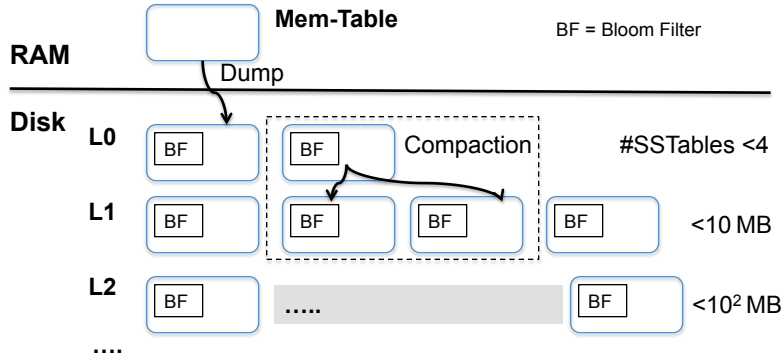 Mem-Table
BF = Bloom Filter
RAM
Dump
Disk
L0
BF
BF
Compaction
#SSTables <4
L1
BF
BF
BF
BF
<10 MB
L2
BF
.....
BF
<10² MB
....